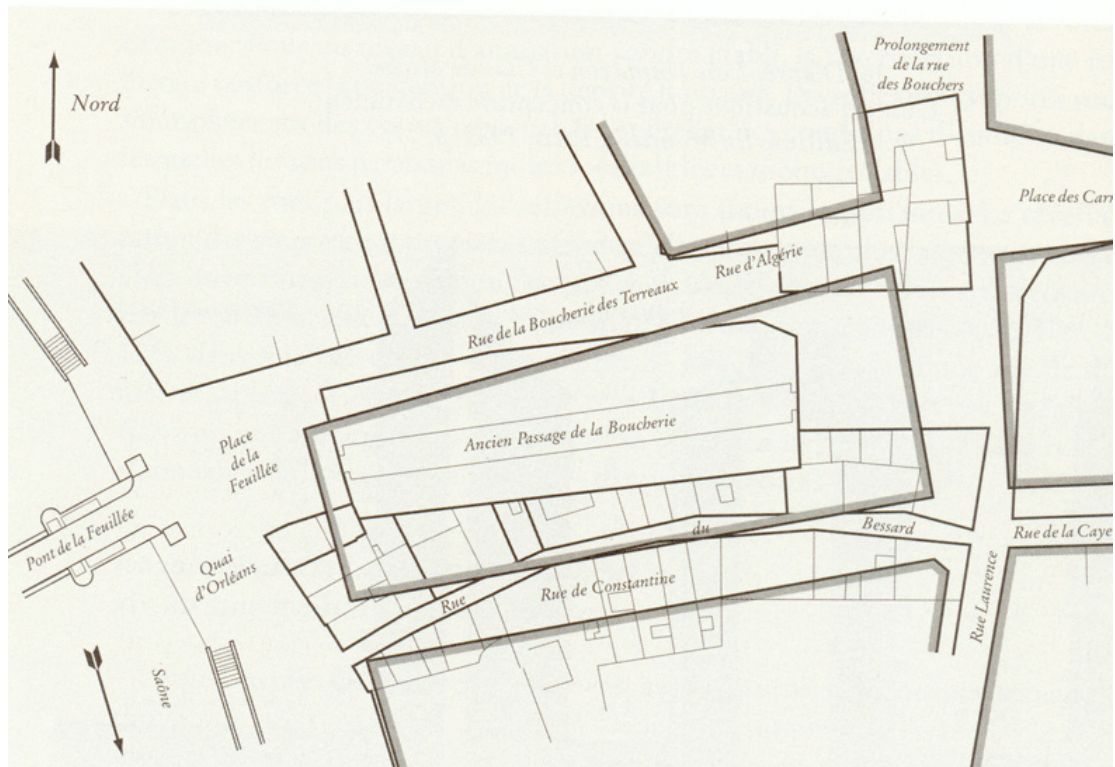 Prolongement
de la rue
des Bouchers
Nord
Place des Carr
Rue d'Algérie
Rue de la Boucherie des Terreaux
Ancien Passage de la Boucherie
Place
de la
Feuillée
Pont de la Feuillée
Quai
d'Orléans
Rue du Bessard
Rue de la Caye
Rue de Constantine
Rue Laurence
Saône